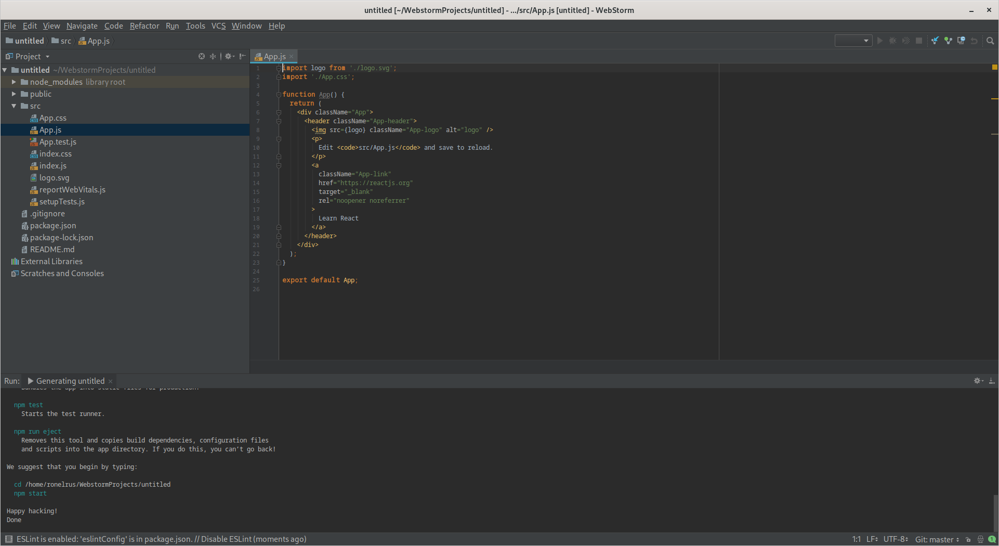 untitled [~/WebstormProjects/untitled] - .../src/App.js [untitled] - WebStorm
File Edit View Navigate Code Refactor Run Tools VCS Window Help
untitled src App.js
Project
App.js
untitled ~/WebstormProjects/untitled
node_modules library root
public
src
App.css
App.js
App.test.js
index.css
index.js
logo.svg
reportWebVitals.js
setupTests.js
.gitignore
package.json
package-lock.json
README.md
External Libraries
Scratches and Consoles
1 import logo from './logo.svg';
2 import './App.css';
3
4 function App() {
5 return (
6 <div className="App">
7 <header className="App-header">
8 <img src={logo} className="App-logo" alt="logo" />
9 <p>
10 Edit <code>src/App.js</code> and save to reload.
11 </p>
12 <a
13 className="App-link"
14 href="https://reactjs.org"
15 target="_blank"
16 rel="noopener noreferrer"
17 >
18 Learn React
19 </a>
20 </header>
21 </div>
22 );
23 }
24
25 export default App;
26
Run: Generating untitled
Bundles the app into static files for production.
npm test
Starts the test runner.
npm run eject
Removes this tool and copies build dependencies, configuration files
and scripts into the app directory. If you do this, you can't go back!
We suggest that you begin by typing:
cd /home/ronelrus/WebstormProjects/untitled
npm start
Happy hacking!
Done
ESLint is enabled: 'eslintConfig' is in package.json. // Disable ESLint (moments ago)
1:1 LF UTF-8 Git: master 1